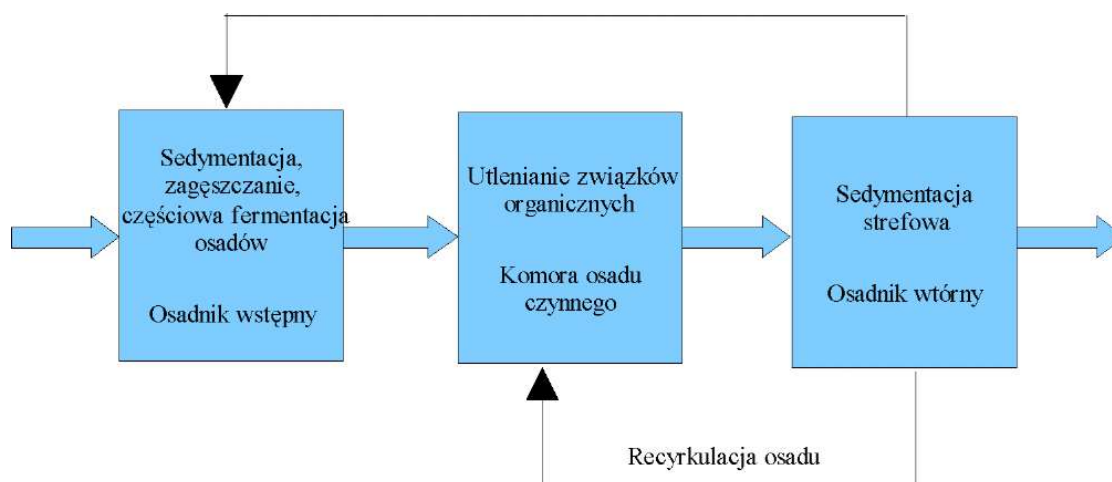 Sedymentacja,
zagęszczanie,
częściowa fermentacja
osadów
Osadnik wstępny
Utlenianie związków
organicznych
Komora osadu
czynnego
Sedymentacja
strefowa
Osadnik wtórny
Recyrkulacja osadu